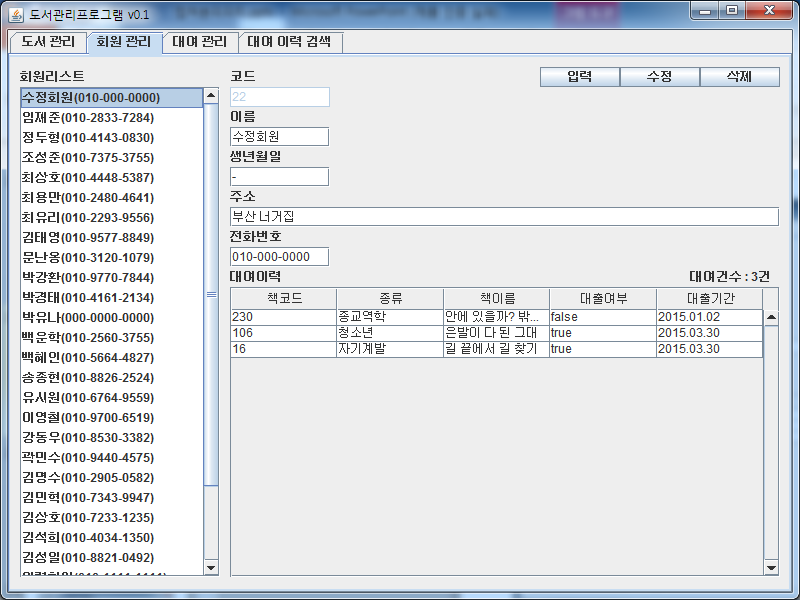 도서관리프로그램 v0.1
도서 관리 회원 관리 대여 관리 대여 이력 검색
회원리스트
수정회원(010-000-0000)
임재준(010-2833-7284)
정두형(010-4143-0830)
조성준(010-7375-3755)
최상호(010-4448-5387)
최용만(010-2480-4641)
최유리(010-2293-9556)
김태영(010-9577-8849)
문난옹(010-3120-1079)
박강환(010-9770-7844)
박경태(010-4161-2134)
박유나(000-0000-0000)
백운학(010-2560-3755)
백혜인(010-5664-4827)
송종현(010-8826-2524)
유시원(010-6764-9559)
이영철(010-9700-6519)
강동우(010-8530-3382)
곽민수(010-9440-4575)
김명수(010-2905-0582)
김민혁(010-7343-9947)
김상호(010-7233-1235)
김석희(010-4034-1350)
김성일(010-8821-0492)
코드
22
입력 수정 삭제
이름
수정회원
생년월일
-
주소
부산 너거집
전화번호
010-000-0000
대여이력 대여건수 : 3건
책코드 종류 책이름 대출여부 대출기간
230 종교역학 안에 있을까? 밖... false 2015.01.02
106 청소년 은발이 다 된 그대 true 2015.03.30
16 자기계발 길 끝에서 길 찾기 true 2015.03.30